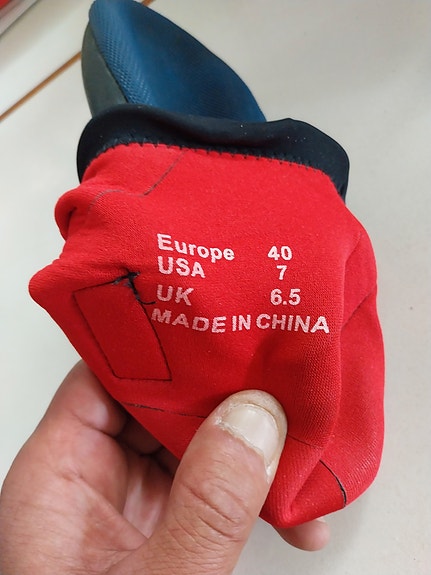 Europe 40
USA 7
UK 6.5
MADE IN CHINA